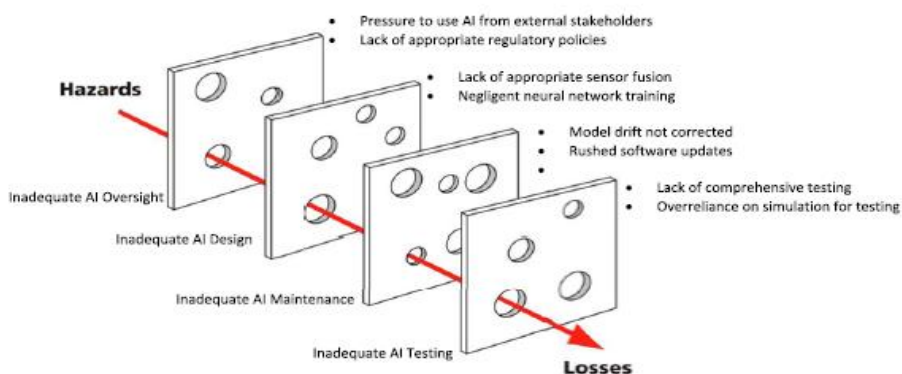 • Pressure to use AI from external stakeholders
• Lack of appropriate regulatory policies
Hazards
• Lack of appropriate sensor fusion
• Negligent neural network training
• Model drift not corrected
• Rushed software updates
•
Inadequate AI Oversight
• Lack of comprehensive testing
• Overreliance on simulation for testing
Inadequate AI Design
Inadequate AI Maintenance
Inadequate AI Testing
Losses